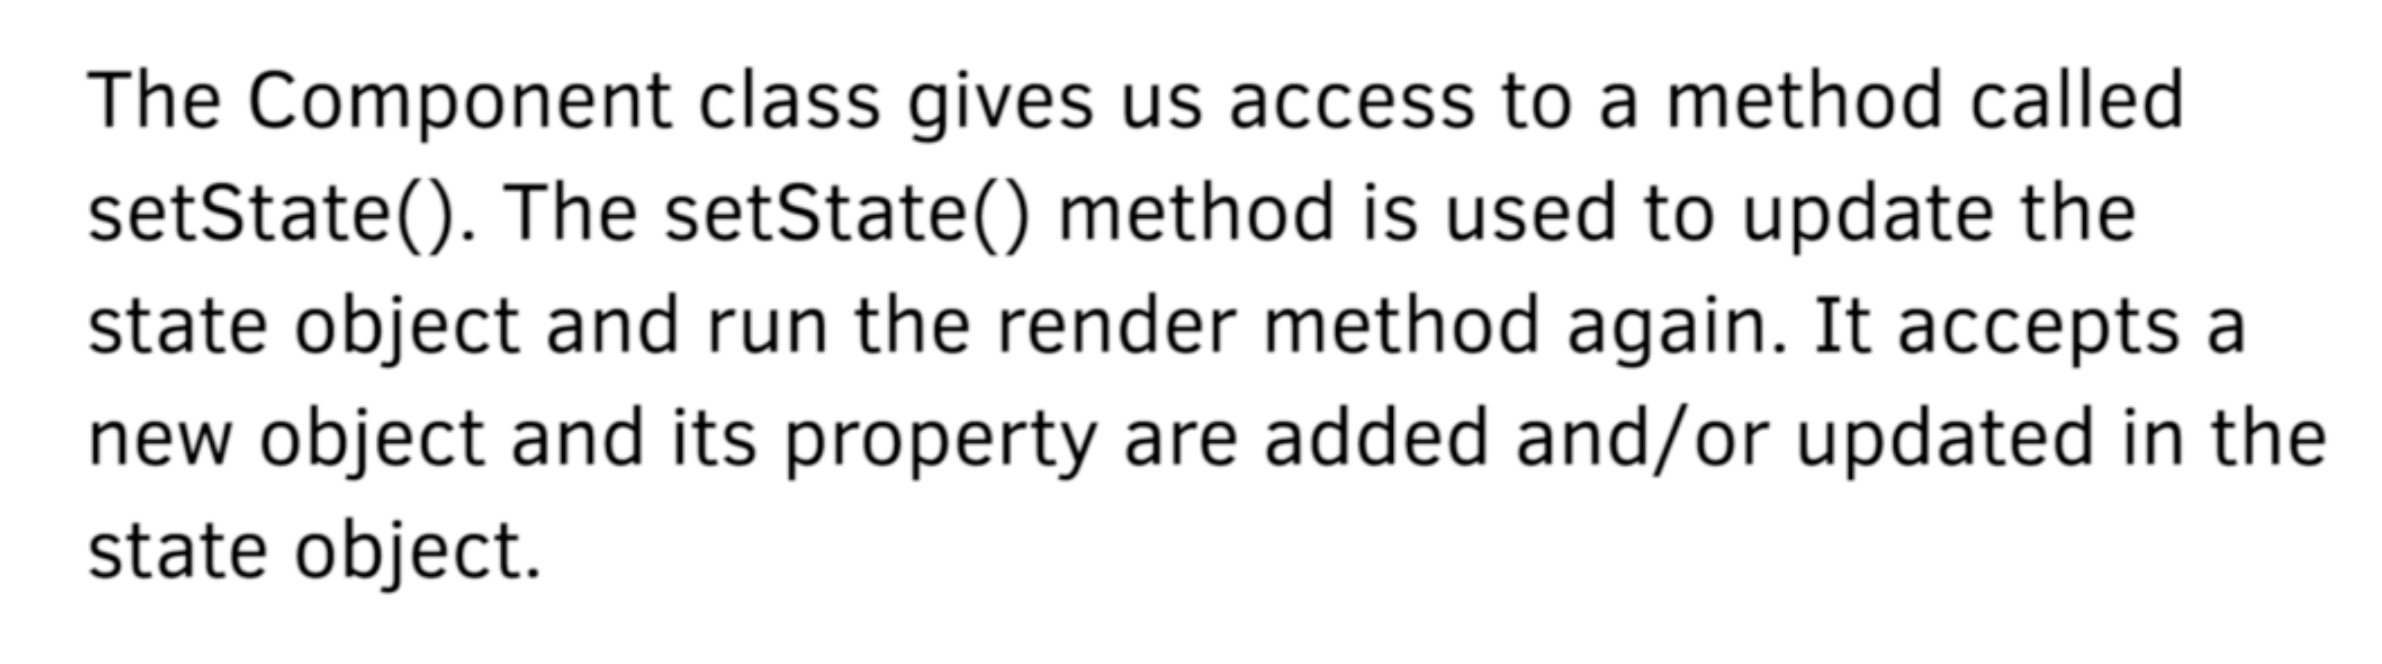 The Component class gives us access to a method called
setState(). The setState() method is used to update the
state object and run the render method again. It accepts a
new object and its property are added and/or updated in the
state object.